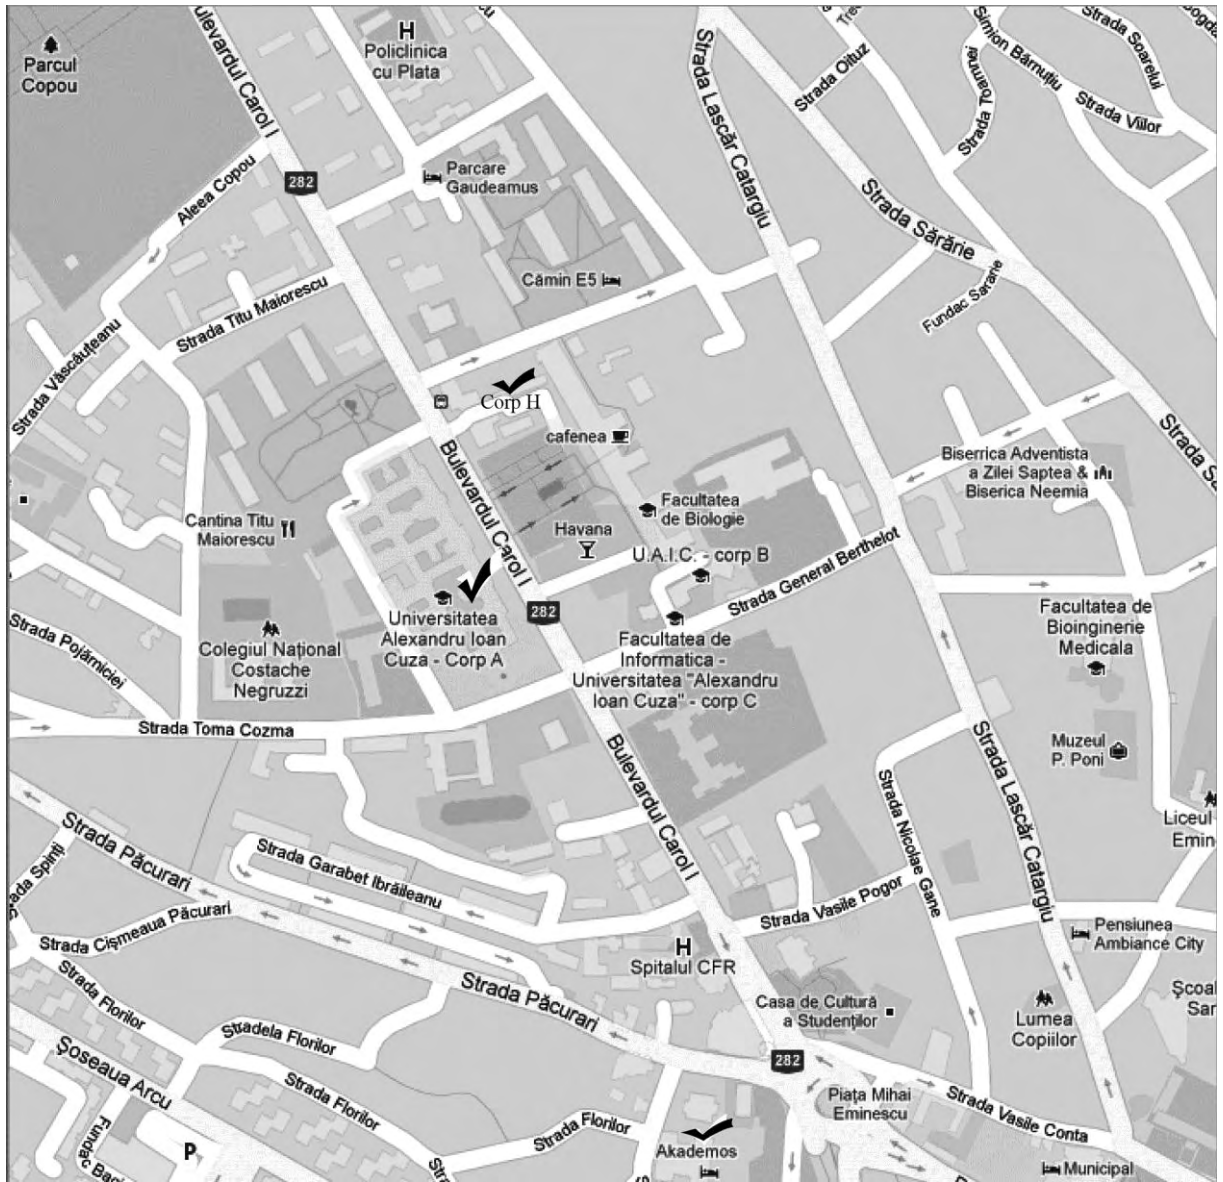 Parcul
Copou
Bulevardul Carol I
H
Policlinica
cu Plata
Strada Lascăr Catargiu
Strada Oituz
Strada Toamnei
Simion Bărnuțiu
Strada Soarelui
Strada Viilor
Aleea Copou
282
Parcare
Gaudeamus
Strada Sărărie
Fundac Sărărie
Cămin E5
Strada Titu Maiorescu
Strada Văscăuțeanu
Corp H
cafenea
Bulevardul Carol I
Biserrica Adventista
a Zilei Saptea &
Biserica Neemia
Cantina Titu
Maiorescu
Facultatea
de Biologie
Havana
U.A.I.C. - corp B
Strada General Berthelot
282
Universitatea
Alexandru Ioan
Cuza - Corp A
Facultatea de
Informatica -
Universitatea "Alexandru
Ioan Cuza" - corp C
Facultatea de
Bioinginerie
Medicala
Colegiul Național
Costache
Negruzzi
Strada Pojărniciei
Strada Toma Cozma
Muzeul
P. Poni
Bulevardul Carol I
Strada Lascăr Catargiu
Strada Nicolae Gane
Liceul
Strada Păcurari
Strada Garabet Ibrăileanu
Strada Vasile Pogor
Strada Cișmeaua Păcurari
Pensiunea
Ambiance City
H
Spitalul CFR
Strada Păcurari
Casa de Cultură
a Studenților
Lumea
Copiilor
Strada Florilor
Stradela Florilor
Șoseaua Arcu
282
Piața Mihai
Eminescu
Strada Vasile Conta
Strada Florilor
Strada Florilor
P
Akademos
Municipal